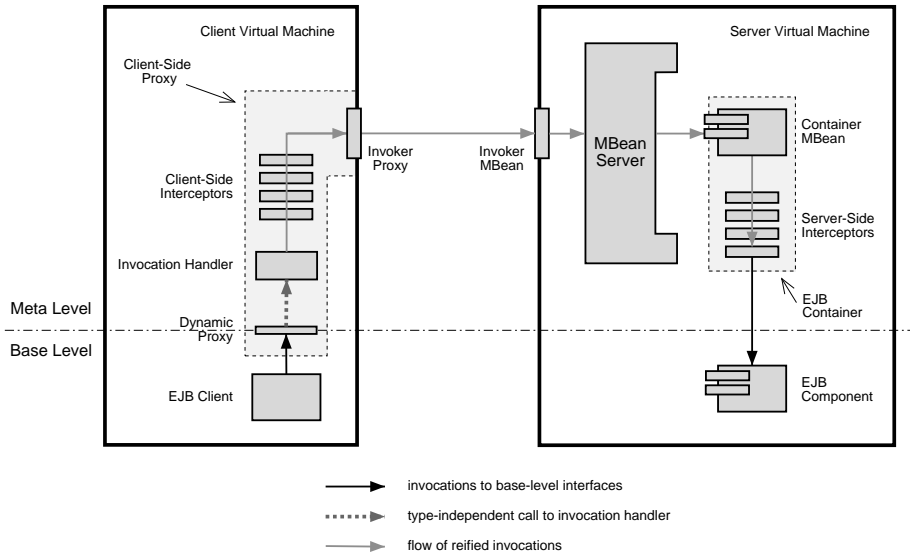 Client Virtual Machine
Server Virtual Machine
Client-Side
Proxy
Invoker
Proxy
Invoker
MBean
MBean
Server
Container
MBean
Client-Side
Interceptors
Server-Side
Interceptors
Invocation Handler
EJB
Container
Meta Level
Dynamic
Proxy
Base Level
EJB Client
EJB
Component
invocations to base-level interfaces
type-independent call to invocation handler
flow of reified invocations